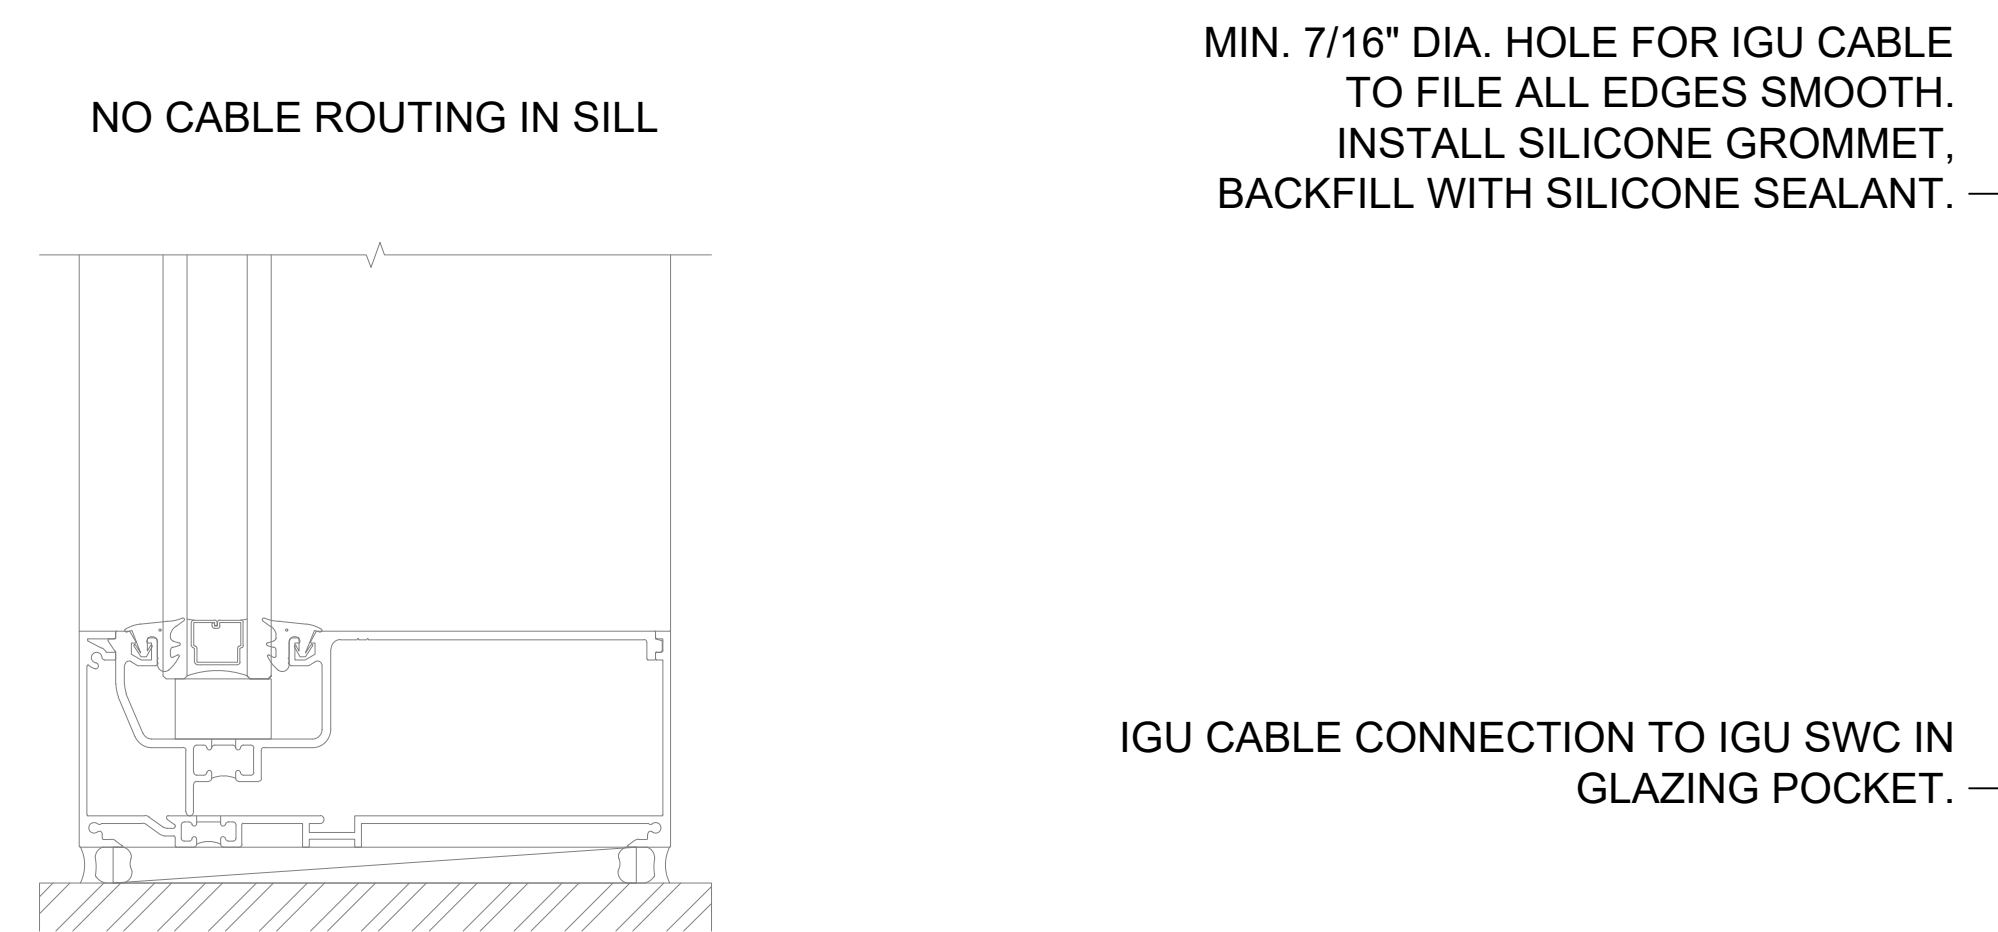 NO CABLE ROUTING IN SILL
MIN. 7/16" DIA. HOLE FOR IGU CABLE
TO FILE ALL EDGES SMOOTH.
INSTALL SILICONE GROMMET,
BACKFILL WITH SILICONE SEALANT.
IGU CABLE CONNECTION TO IGU SWC IN
GLAZING POCKET.